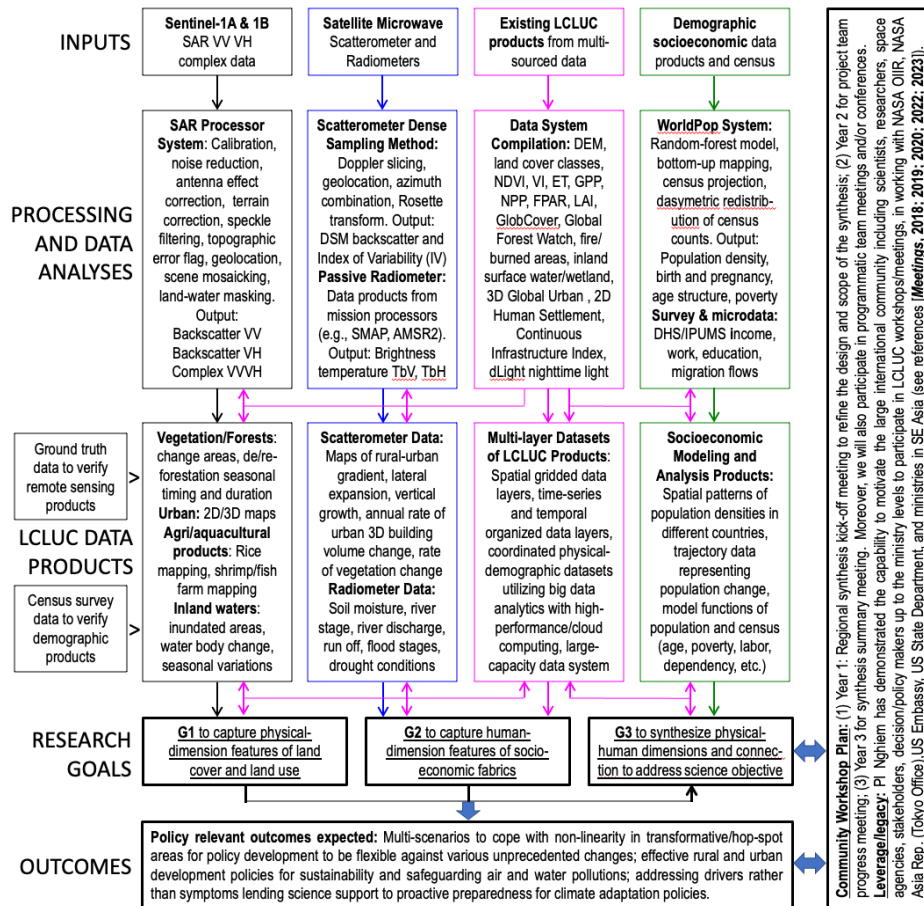 INPUTS
Sentinel-1A & 1B
SAR VV VH
complex data
Satellite Microwave
Scatterometer and
Radiometers
Existing LCLUC
products from multi-
sourced data
Demographic
socioeconomic data
products and census
PROCESSING
AND DATA
ANALYSES
SAR Processor
System: Calibration,
noise reduction,
antenna effect
correction, terrain
correction, speckle
filtering, topographic
error flag, geolocation,
scene mosaicking,
land-water masking.
Output:
Backscatter VV
Backscatter VH
Complex VVVH
Scatterometer Dense
Sampling Method:
Doppler slicing,
geolocation, azimuth
combination, Rosette
transform. Output:
DSM backscatter and
Index of Variability (IV)
Passive Radiometer:
Data products from
mission processors
(e.g., SMAP, AMSR2).
Output: Brightness
temperature TbV, TbH
Data System
Compilation: DEM,
land cover classes,
NDVI, VI, ET, GPP,
NPP, FPAR, LAI,
GlobCover, Global
Forest Watch, fire/
burned areas, inland
surface water/wetland,
3D Global Urban , 2D
Human Settlement,
Continuous
Infrastructure Index,
dLight nighttime light
WorldPop System:
Random-forest model,
bottom-up mapping,
census projection,
dasymetric redistrib-
ution of census
counts. Output:
Population density,
birth and pregnancy,
age structure, poverty
Survey & microdata:
DHS/IPUMS Income,
work, education,
migration flows
LCLUC DATA
PRODUCTS
Ground truth
data to verify
remote sensing
products
>
Census survey
data to verify
demographic
products
>
Vegetation/Forests:
change areas, de/re-
forestation seasonal
timing and duration
Urban: 2D/3D maps
Agri/aquacultural
products: Rice
mapping, shrimp/fish
farm mapping
Inland waters:
inundated areas,
water body change,
seasonal variations
Scatterometer Data:
Maps of rural-urban
gradient, lateral
expansion, vertical
growth, annual rate of
urban 3D building
volume change, rate
of vegetation change
Radiometer Data:
Soil moisture, river
stage, river discharge,
run off, flood stages,
drought conditions
Multi-layer Datasets
of LCLUC Products:
Spatial gridded data
layers, time-series
and temporal
organized data layers,
coordinated physical-
demographic datasets
utilizing big data
analytics with high-
performance/cloud
computing, large-
capacity data system
Socioeconomic
Modeling and
Analysis Products:
Spatial patterns of
population densities in
different countries,
trajectory data
representing
population change,
model functions of
population and census
(age, poverty, labor,
dependency, etc.)
RESEARCH
GOALS
G1 to capture physical-
dimension features of land
cover and land use
G2 to capture human-
dimension features of socio-
economic fabrics
G3 to synthesize physical-
human dimensions and connec-
tion to address science objective
OUTCOMES
Policy relevant outcomes expected: Multi-scenarios to cope with non-linearity in transformative/hop-spot
areas for policy development to be flexible against various unprecedented changes; effective rural and urban
development policies for sustainability and safeguarding air and water pollutions; addressing drivers rather
than symptoms lending science support to proactive preparedness for climate adaptation policies.
Community Workshop Plan: (1) Year 1: Regional synthesis kick-off meeting to refine the design and scope of the synthesis; (2) Year 2 for project team
progress meeting; (3) Year 3 for synthesis summary meeting. Moreover, we will also participate in programmatic team meetings and/or conferences.
Leverage/legacy: PI Nghiem has demonstrated the capability to motivate the large international community including scientists, researchers, space
agencies, stakeholders, decision/policy makers up to the ministry levels to participate in LCLUC workshops/meetings, in working with NASA OIIR, NASA
Asia Rep. (Tokyo Office),US Embassy, US State Department, and ministries in SE Asia (see references [Meetings, 2018; 2019; 2020; 2022; 2023]).